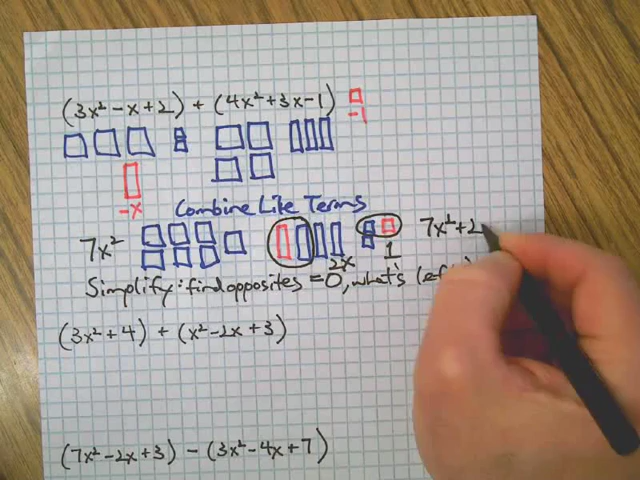 (3x² - x + 2) + (4x² + 3x - 1)
-1
-x
Combine Like Terms
7x² 2x 1 7x² + 2
Simplify: find opposites = 0, what's (left?)
(3x² + 4) + (x² - 2x + 3)
(7x² - 2x + 3) - (3x² - 4x + 7)